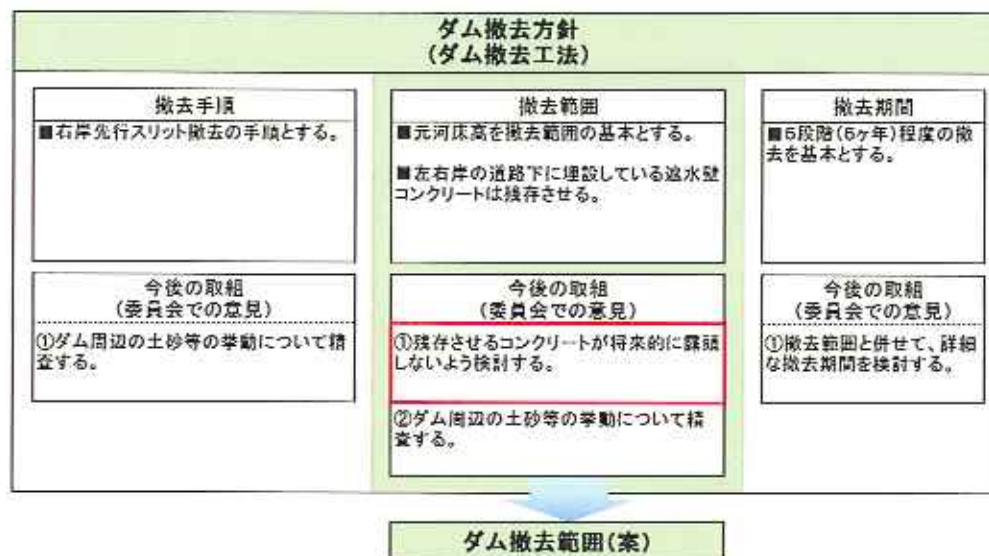 ダム撤去方針
(ダム撤去工法)
撤去手順
■右岸先行スリット撤去の手順とする。
今後の取組
(委員会での意見)
①ダム周辺の土砂等の挙動について精
査する。
撤去範囲
■元河床高を撤去範囲の基本とする。
■左右岸の道路下に埋設している遮水壁
コンクリートは残存させる。
今後の取組
(委員会での意見)
①残存させるコンクリートが将来的に露頭
しないよう検討する。
②ダム周辺の土砂等の挙動について精
査する。
撤去期間
■6段階(6ヶ年)程度の撤
去を基本とする。
今後の取組
(委員会での意見)
①撤去範囲と併せて、詳細
な撤去期間を検討する。
ダム撤去範囲(案)